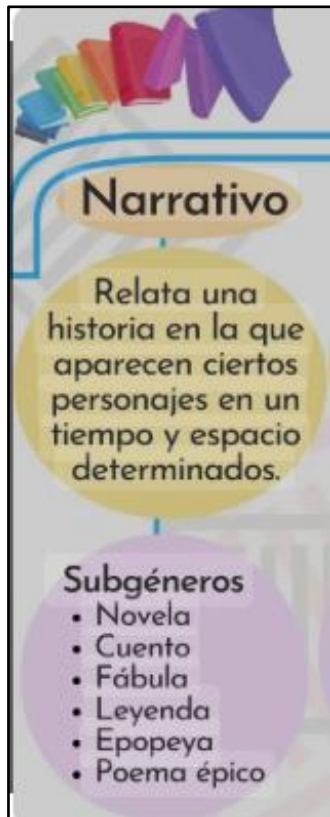 Narrativo
Relata una
historia en la que
aparecen ciertos
personajes en un
tiempo y espacio
determinados.
Subgéneros
• Novela
• Cuento
• Fábula
• Leyenda
• Epopeya
• Poema épico